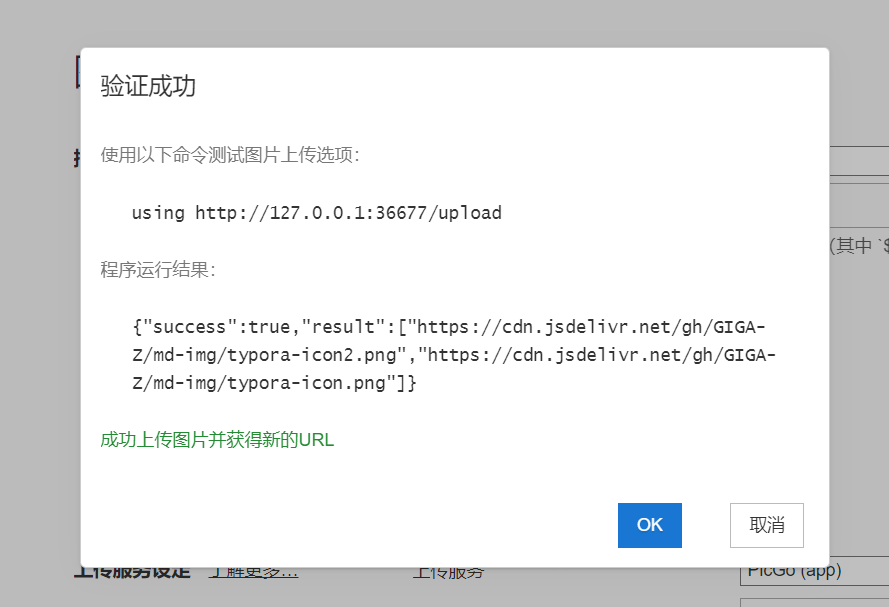 验证成功
使用以下命令测试图片上传选项：
using http://127.0.0.1:36677/upload
(其中 `$
程序运行结果：
{"success":true,"result":["https://cdn.jsdelivr.net/gh/GIGA-
Z/md-img/typora-icon2.png","https://cdn.jsdelivr.net/gh/GIGA-
Z/md-img/typora-icon.png"]}
成功上传图片并获得新的URL
OK
取消
上传服务设定 了解更多... 上传服务 PicGo (app)